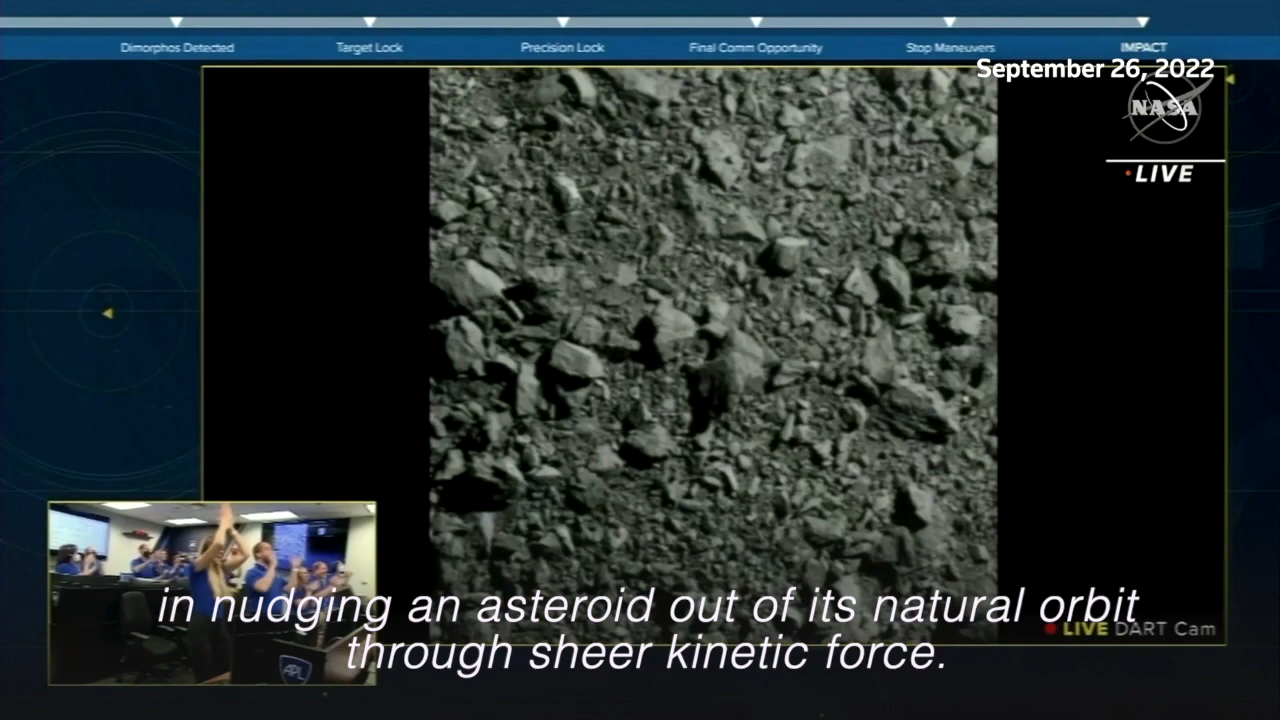 Dimorphos Detected
Target Lock
Precision Lock
Final Comm Opportunity
Stop Maneuvers
IMPACT
September 26, 2022
NASA
LIVE
in nudging an asteroid out of its natural orbit
through sheer kinetic force.
LIVE DART Cam
APL